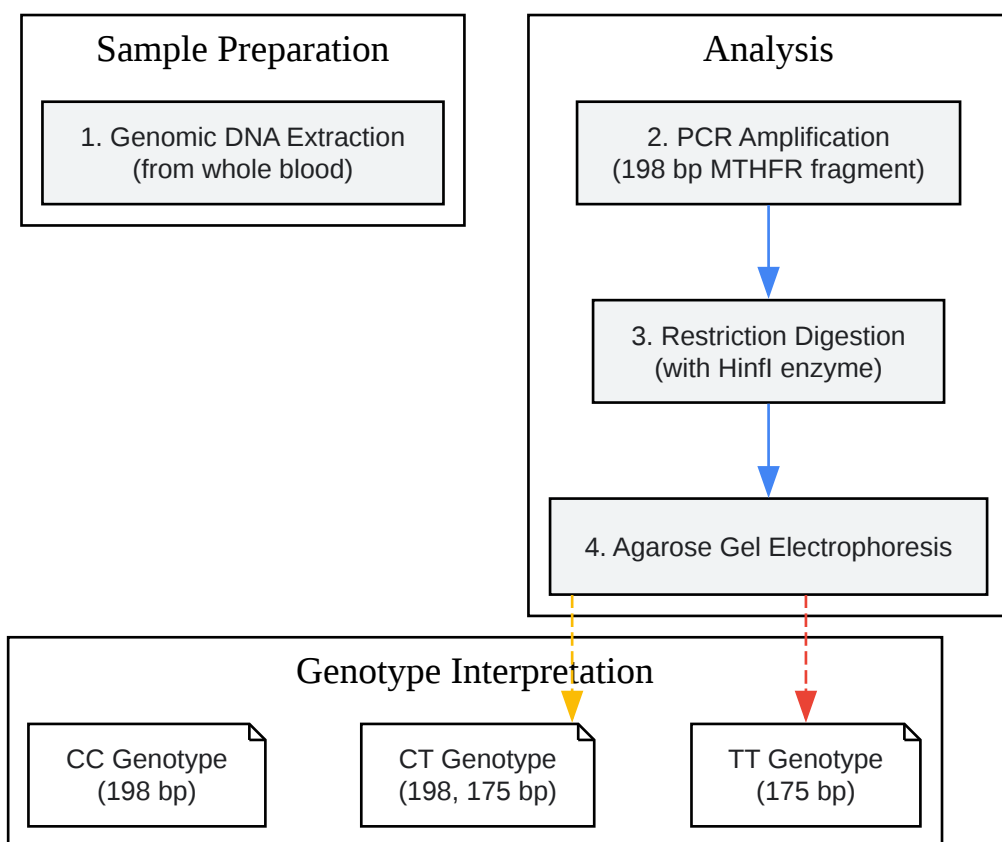 Sample Preparation
1. Genomic DNA Extraction
(from whole blood)
Analysis
2. PCR Amplification
(198 bp MTHFR fragment)
3. Restriction Digestion
(with HinfI enzyme)
4. Agarose Gel Electrophoresis
Genotype Interpretation
CC Genotype
(198 bp)
CT Genotype
(198, 175 bp)
TT Genotype
(175 bp)